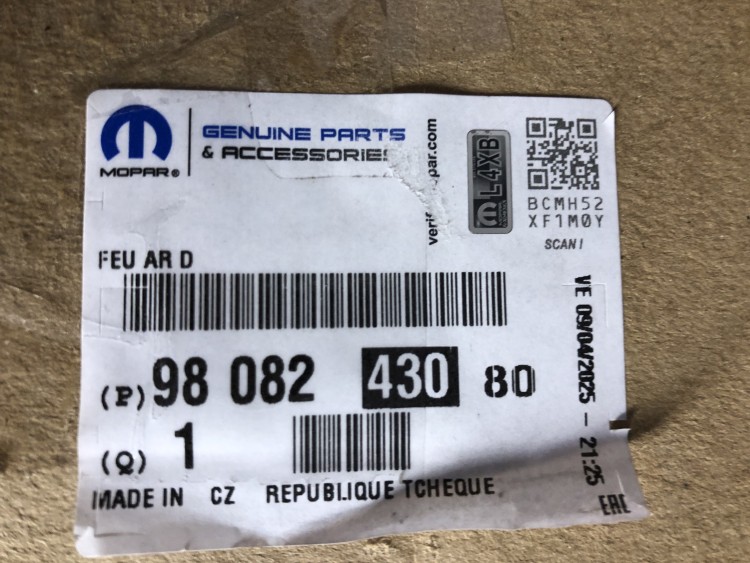 MOPAR®
GENUINE PARTS
& ACCESSORIES
L4XB
BCMH52
XF1M0Y
SCAN!
FEU AR D
(P) 98 082 430 80
(Q) 1
MADE IN CZ REPUBLIQUE TCHEQUE
VE 09/04/2025 - 21:25
EAC